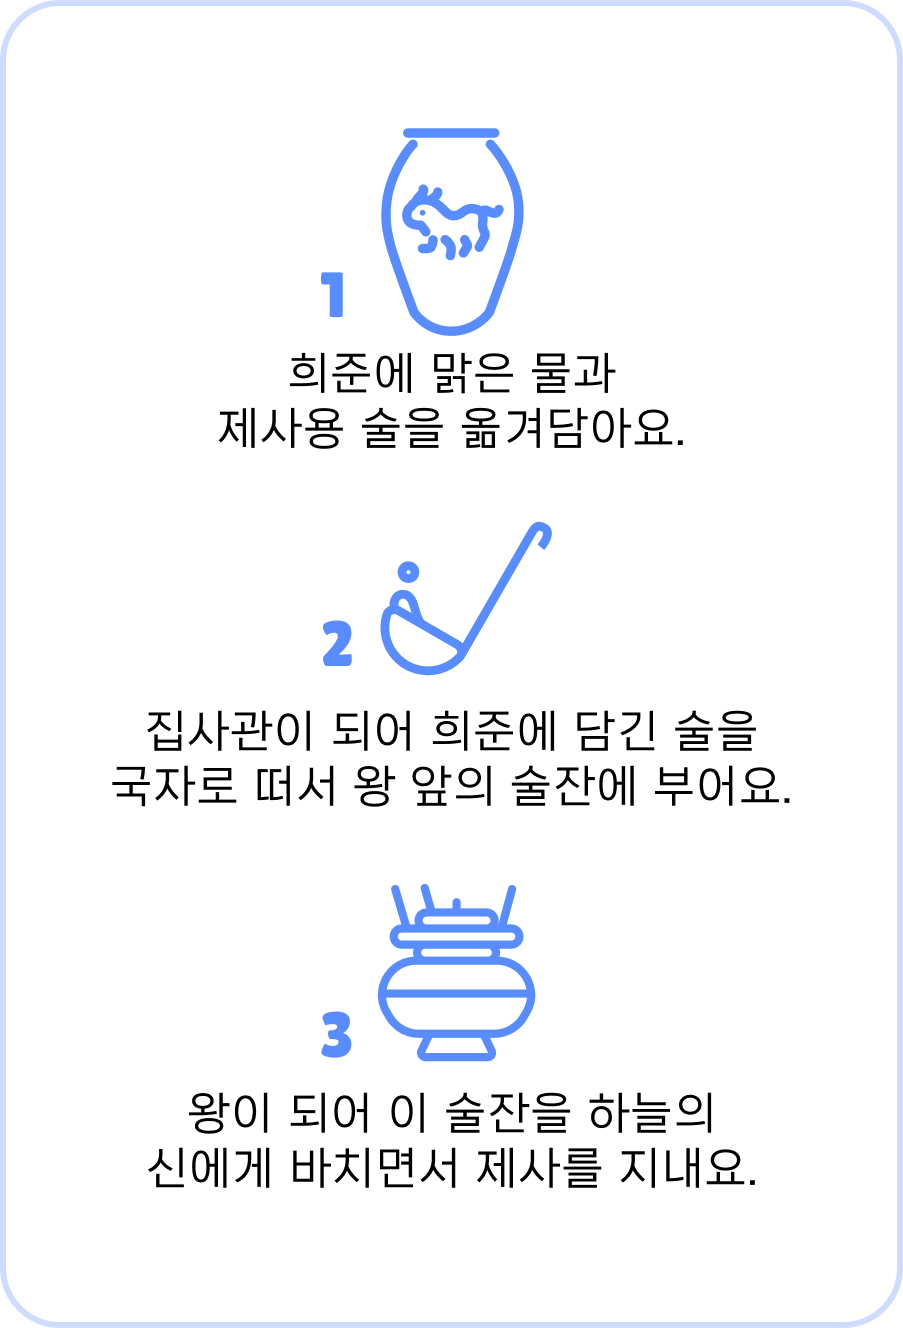 1
희준에 맑은 물과
제사용 술을 옮겨담아요.
2
집사관이 되어 희준에 담긴 술을
국자로 떠서 왕 앞의 술잔에 부어요.
3
왕이 되어 이 술잔을 하늘의
신에게 바치면서 제사를 지내요.